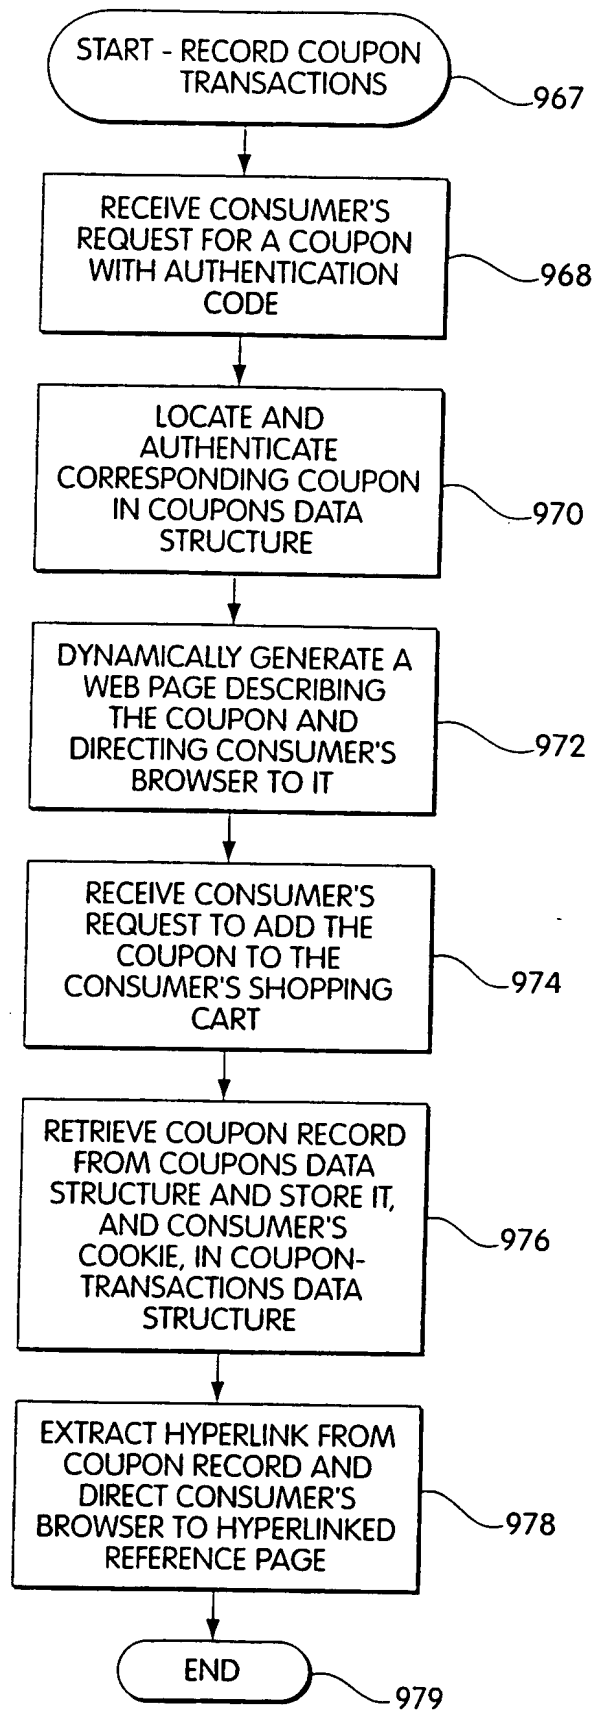 START - RECORD COUPON
TRANSACTIONS
967
RECEIVE CONSUMER'S
REQUEST FOR A COUPON
WITH AUTHENTICATION
CODE
968
LOCATE AND
AUTHENTICATE
CORRESPONDING COUPON
IN COUPONS DATA
STRUCTURE
970
DYNAMICALLY GENERATE A
WEB PAGE DESCRIBING
THE COUPON AND
DIRECTING CONSUMER'S
BROWSER TO IT
972
RECEIVE CONSUMER'S
REQUEST TO ADD THE
COUPON TO THE
CONSUMER'S SHOPPING
CART
974
RETRIEVE COUPON RECORD
FROM COUPONS DATA
STRUCTURE AND STORE IT,
AND CONSUMER'S
COOKIE, IN COUPON-
TRANSACTIONS DATA
STRUCTURE
976
EXTRACT HYPERLINK FROM
COUPON RECORD AND
DIRECT CONSUMER'S
BROWSER TO HYPERLINKED
REFERENCE PAGE
978
END
979